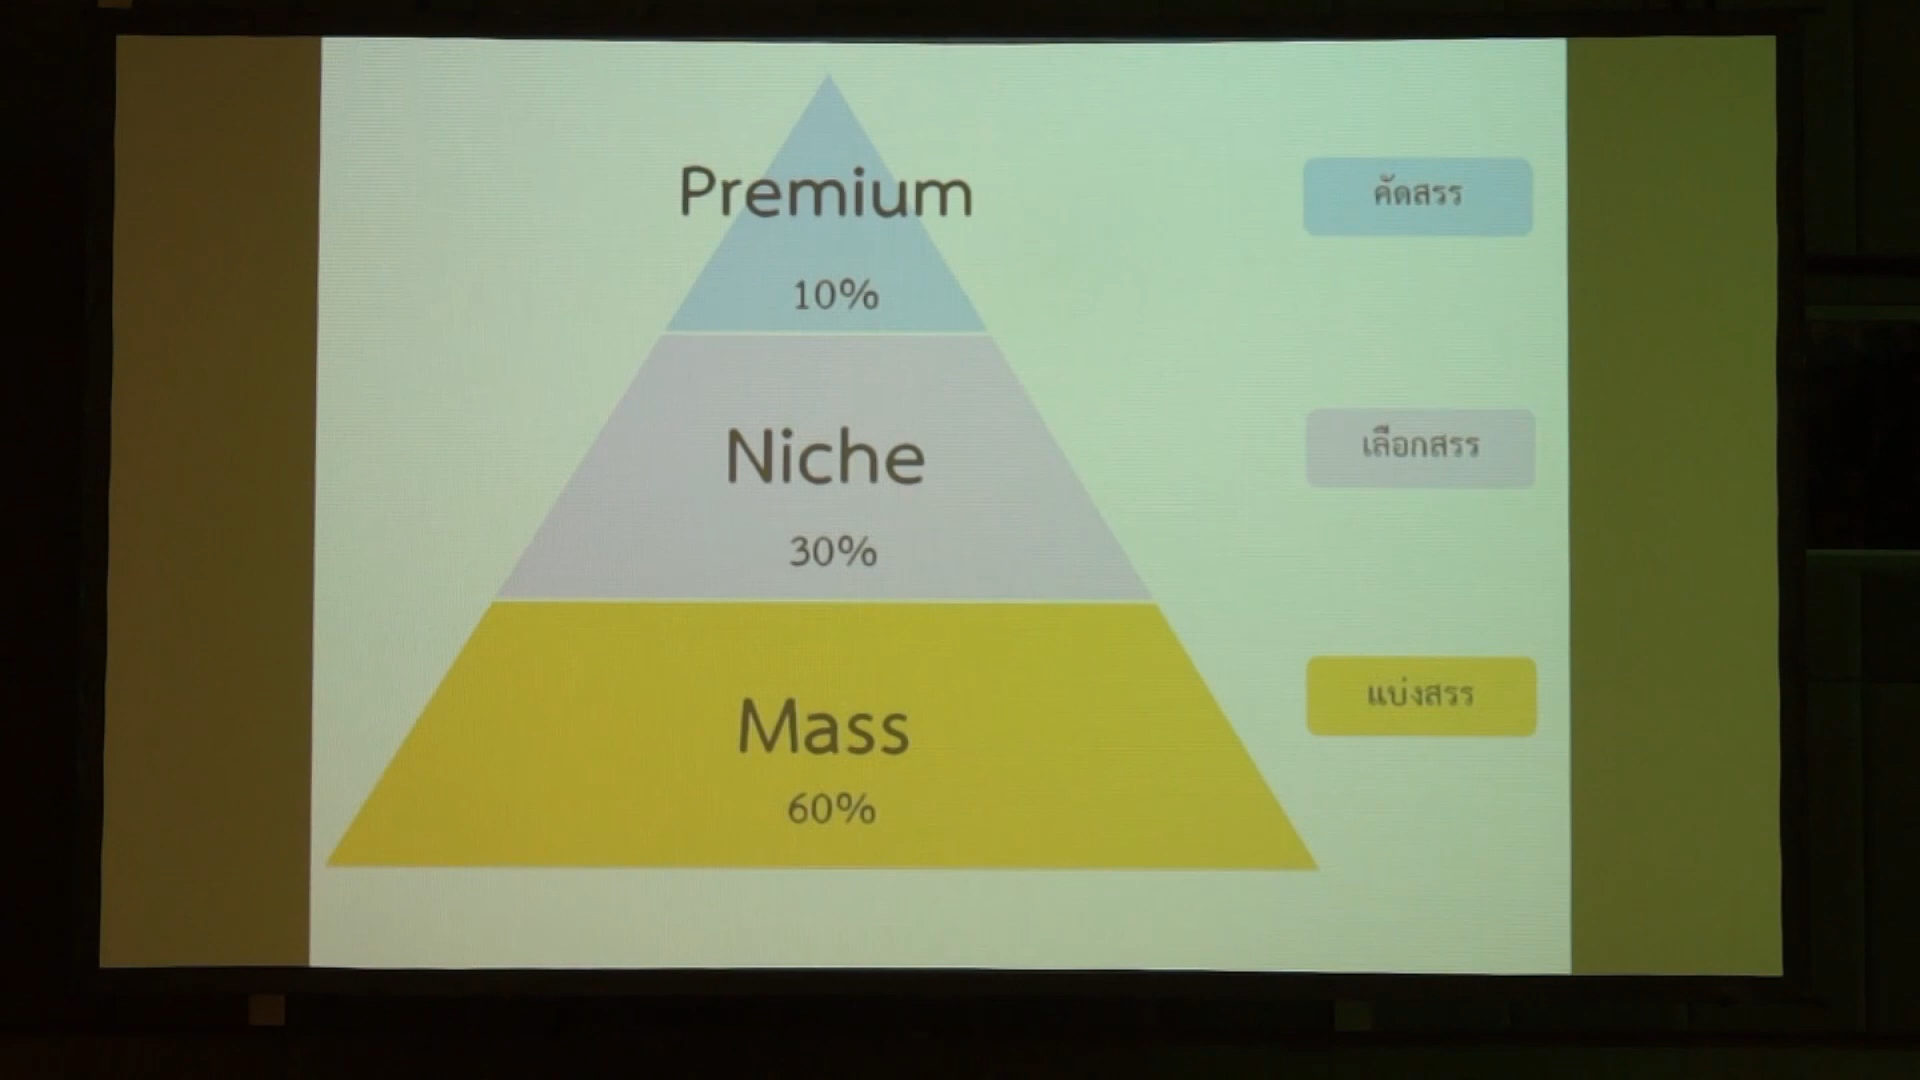 Premium
คัดสรร
10%
Niche
เลือกสรร
30%
Mass
แบ่งสรร
60%